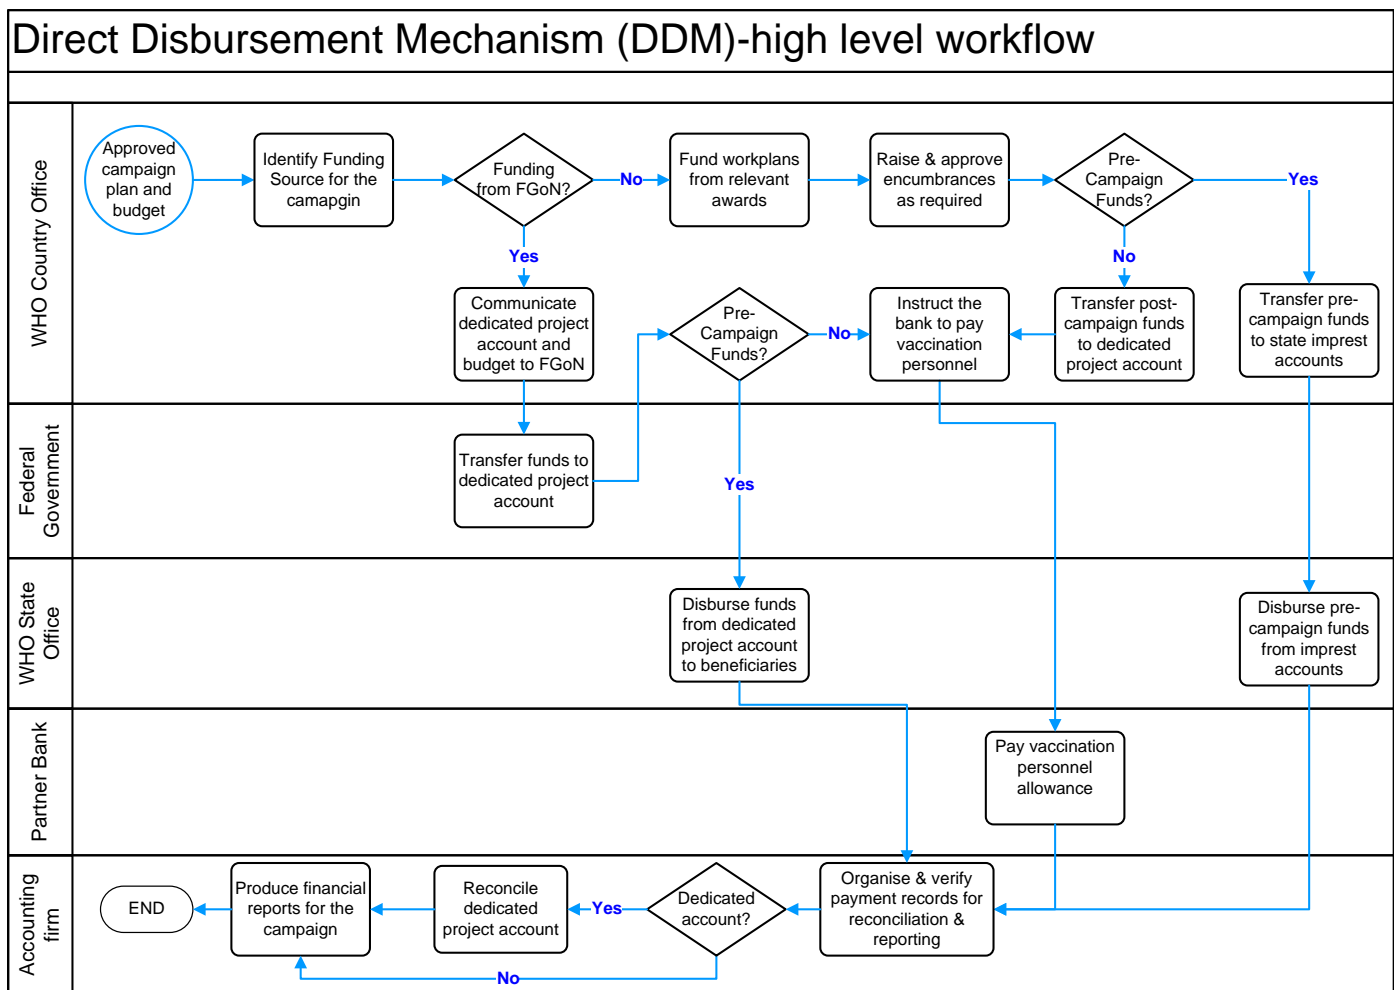 Direct Disbursement Mechanism (DDM)-high level workflow
WHO Country Office
Approved
campaign
plan and
budget
Identify Funding
Source for the
camapgin
Funding
from FGoN?
No
Fund workplans
from relevant
awards
Raise & approve
encumbrances
as required
Pre-
Campaign
Funds?
Yes
Yes
No
Communicate
dedicated project
account and
budget to FGoN
Pre-
Campaign
Funds?
No
Instruct the
bank to pay
vaccination
personnel
Transfer post-
campaign funds
to dedicated
project account
Transfer pre-
campaign funds
to state imprest
accounts
Federal
Government
Transfer funds to
dedicated project
account
Yes
WHO State
Office
Disburse funds
from dedicated
project account
to beneficiaries
Disburse pre-
campaign funds
from imprest
accounts
Partner Bank
Pay vaccination
personnel
allowance
Accounting
firm
END
Produce financial
reports for the
campaign
Reconcile
dedicated
project account
Yes
Dedicated
account?
Organise & verify
payment records for
reconciliation &
reporting
No